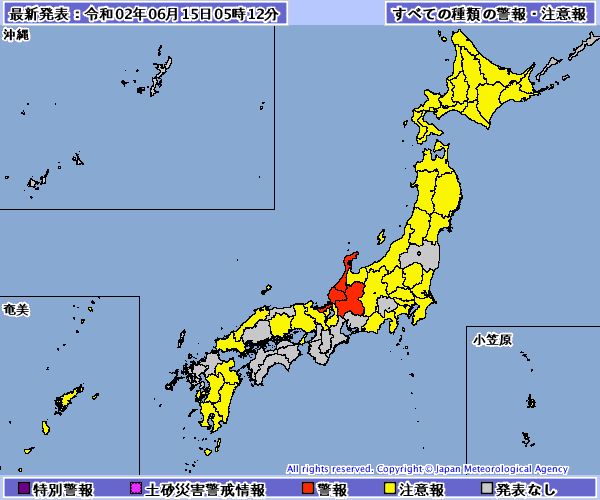 最新発表：令和02年06月15日05時12分
すべての種類の警報・注意報
沖縄
奄美
小笠原
All rights reserved. Copyright © Japan Meteorological Agency
特別警報
土砂災害警戒情報
警報
注意報
発表なし